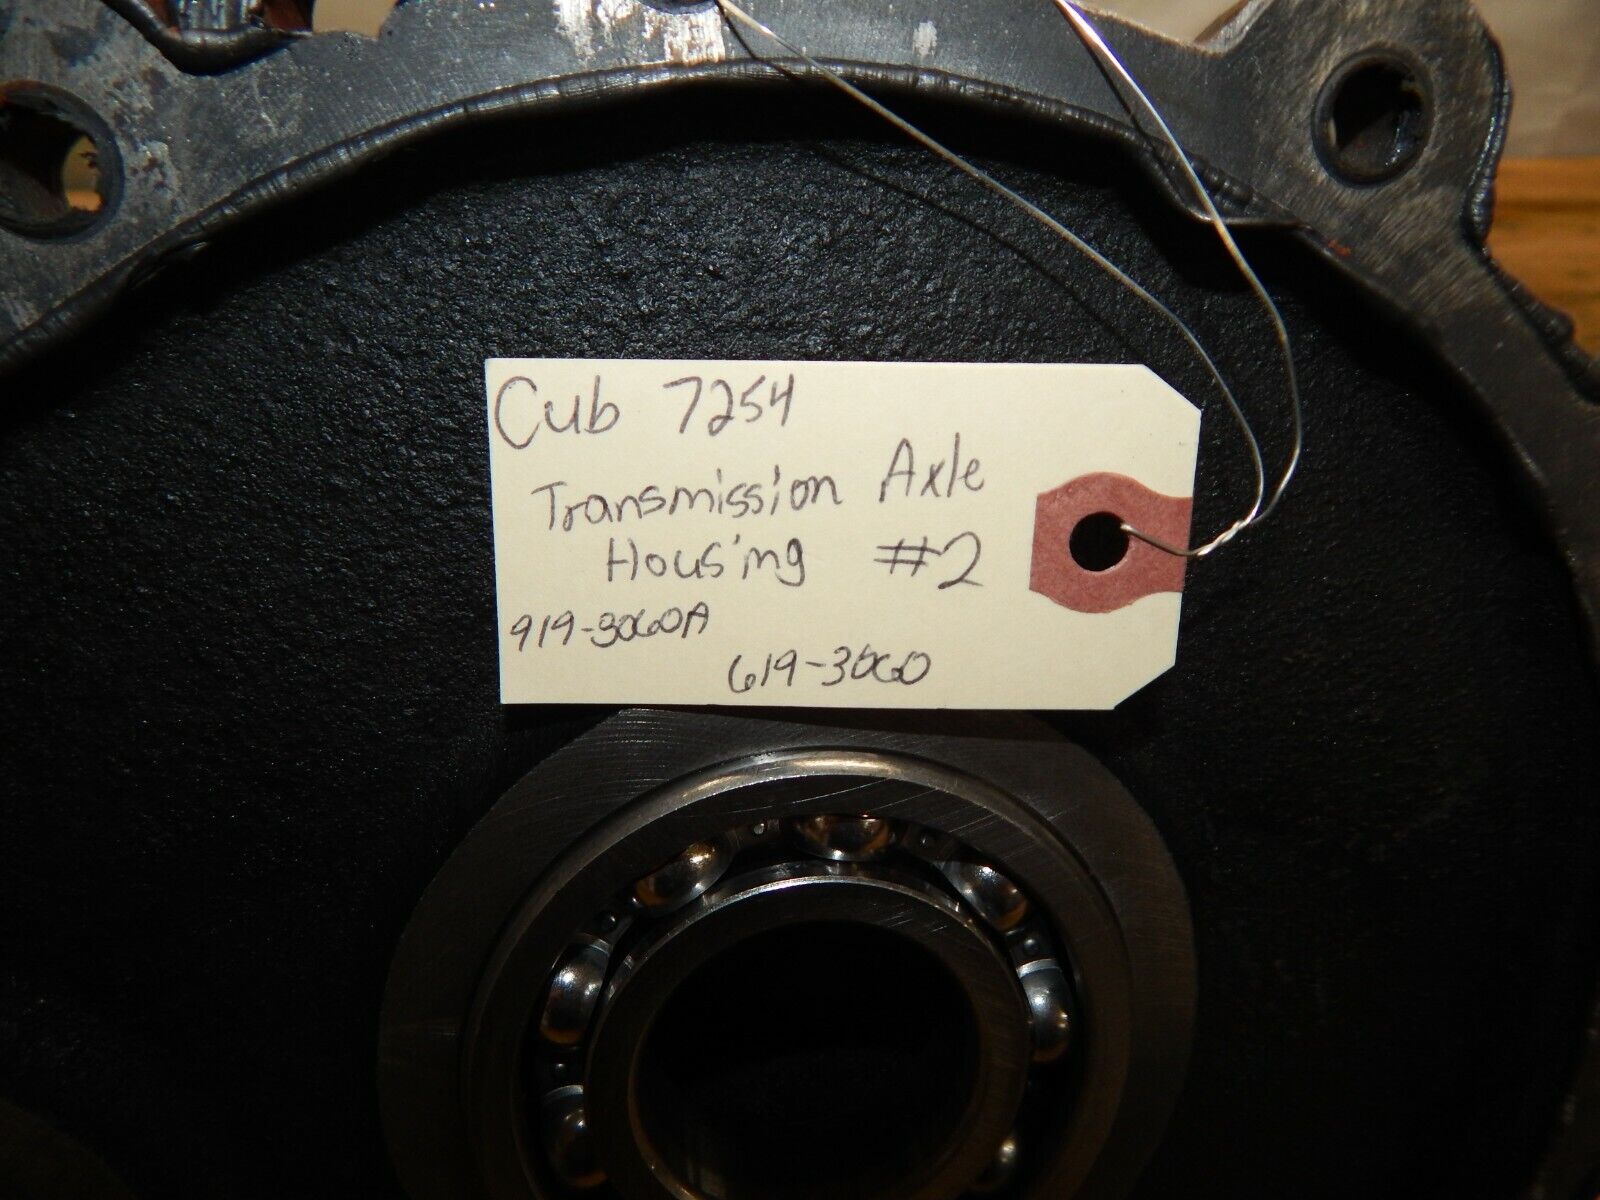 Cub 7254
Transmission Axle
Housing #2
919-3060A
619-3060